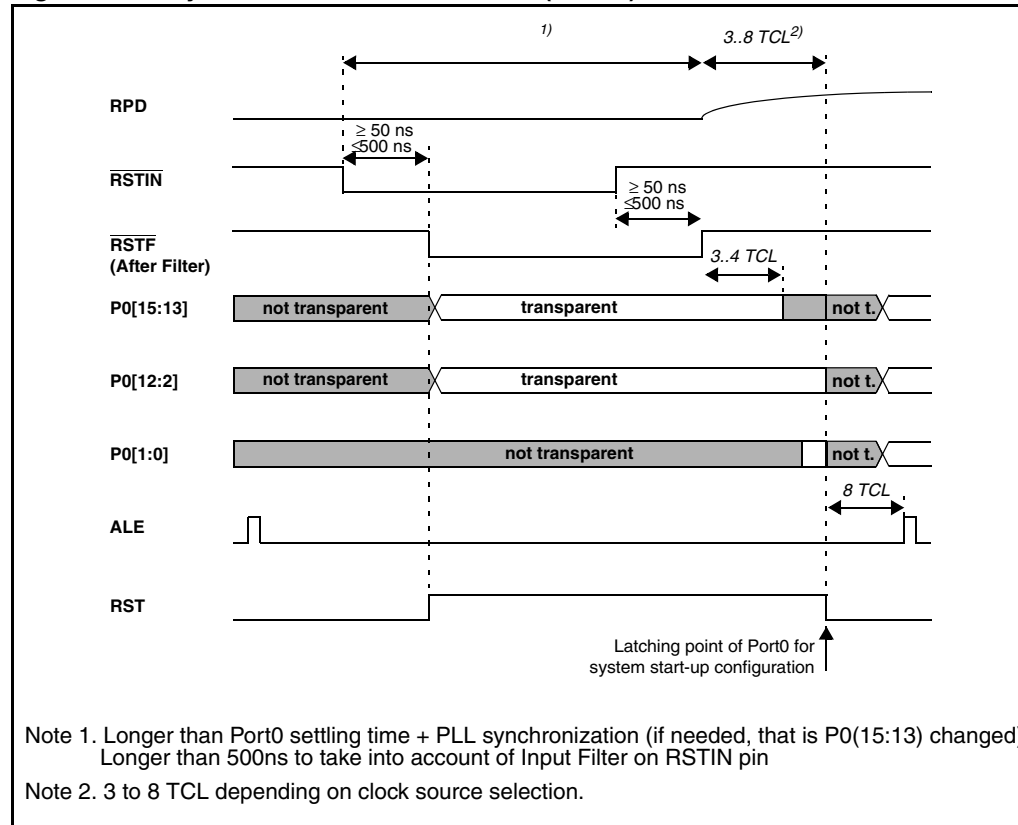 1)
3..8 TCL2)
RPD
≥ 50 ns
≤500 ns
RSTIN
≥ 50 ns
≤500 ns
RSTF
(After Filter)
3..4 TCL
P0[15:13]
not transparent
transparent
not t.
P0[12:2]
not transparent
transparent
not t.
P0[1:0]
not transparent
not t.
8 TCL
ALE
RST
Latching point of Port0 for
system start-up configuration
Note 1. Longer than Port0 settling time + PLL synchronization (if needed, that is P0(15:13) changed)
Longer than 500ns to take into account of Input Filter on RSTIN pin
Note 2. 3 to 8 TCL depending on clock source selection.